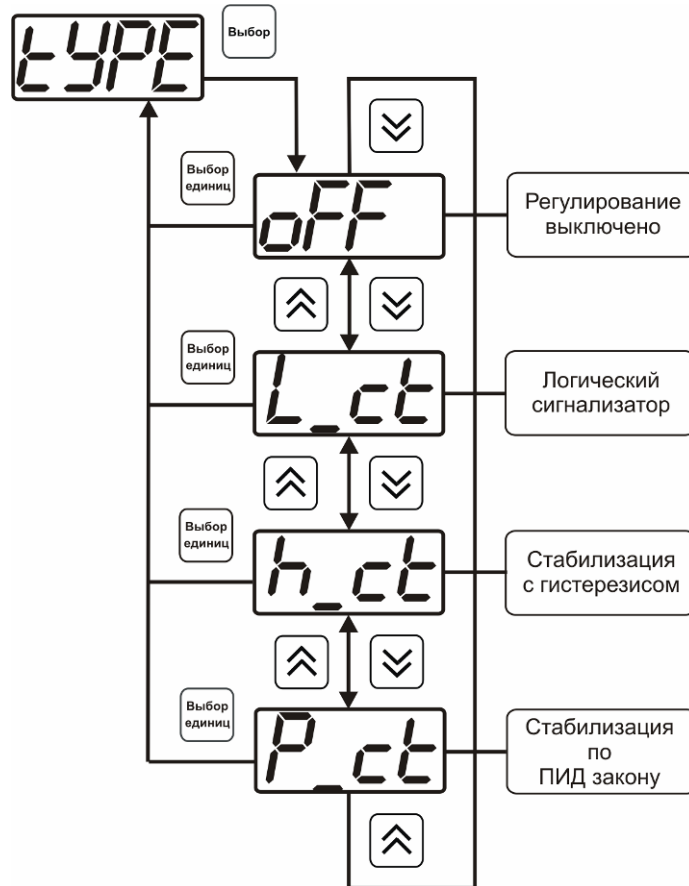 tYPE
Выбор
Выбор
единиц
oFF
Регулирование
выключено
Выбор
единиц
L_ct
Логический
сигнализатор
Выбор
единиц
h_ct
Стабилизация
с гистерезисом
Выбор
единиц
P_ct
Стабилизация
по
ПИД закону